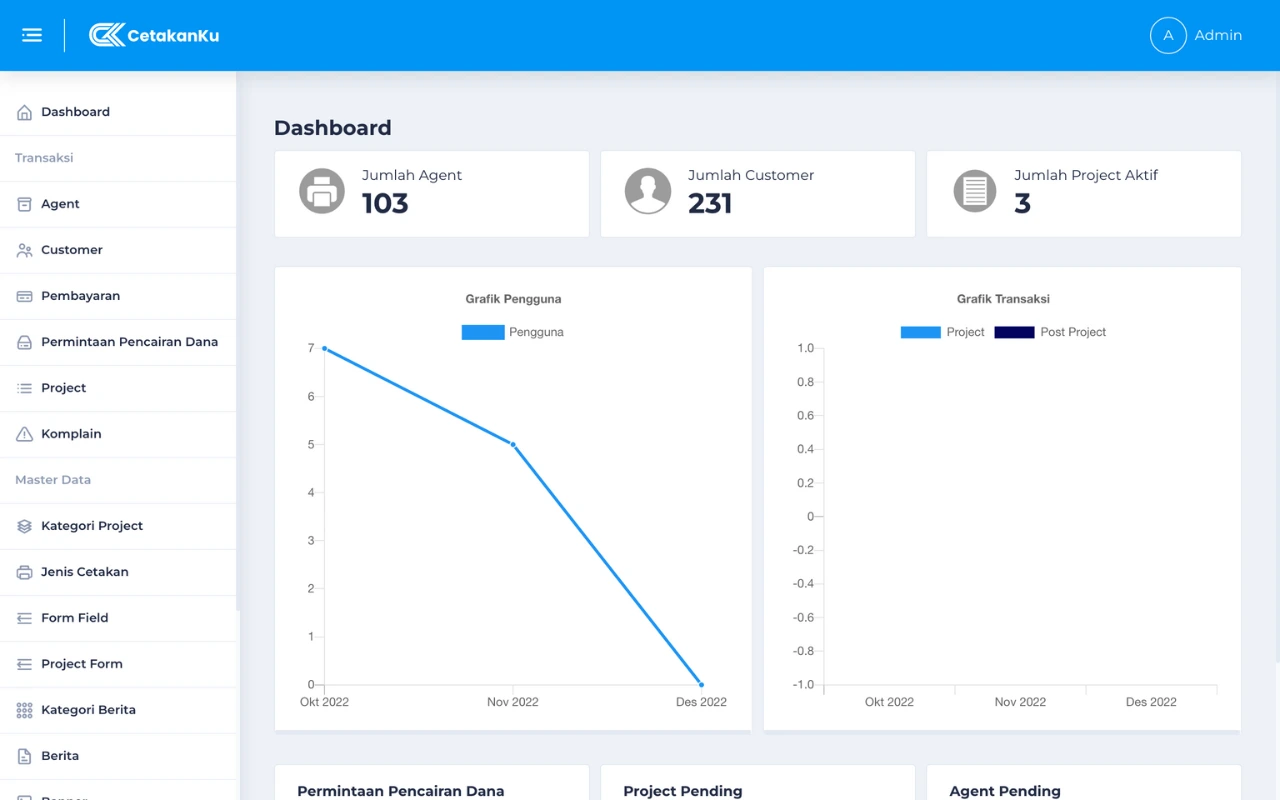 CetakanKu
A
Admin
Dashboard
Transaksi
Agent
Customer
Pembayaran
Permintaan Pencairan Dana
Project
Komplain
Master Data
Kategori Project
Jenis Cetakan
Form Field
Project Form
Kategori Berita
Berita
Dashboard
Jumlah Agent
103
Jumlah Customer
231
Jumlah Project Aktif
3
Grafik Pengguna
Pengguna
7
6
5
4
3
2
1
0
Okt 2022 Nov 2022 Des 2022
Grafik Transaksi
Project Post Project
1.0
0.8
0.6
0.4
0.2
0
-0.2
-0.4
-0.6
-0.8
-1.0
Okt 2022 Nov 2022 Des 2022
Permintaan Pencairan Dana
Project Pending
Agent Pending